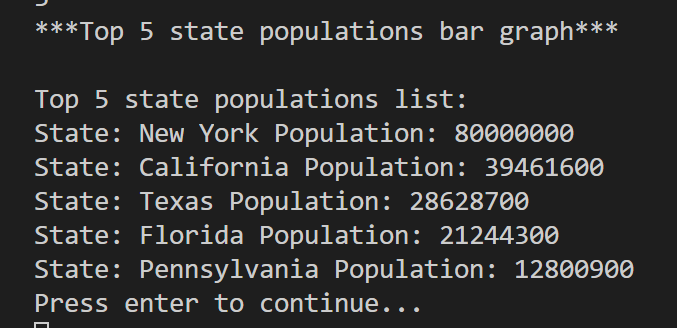 ***Top 5 state populations bar graph***
Top 5 state populations list:
State: New York Population: 80000000
State: California Population: 39461600
State: Texas Population: 28628700
State: Florida Population: 21244300
State: Pennsylvania Population: 12800900
Press enter to continue...